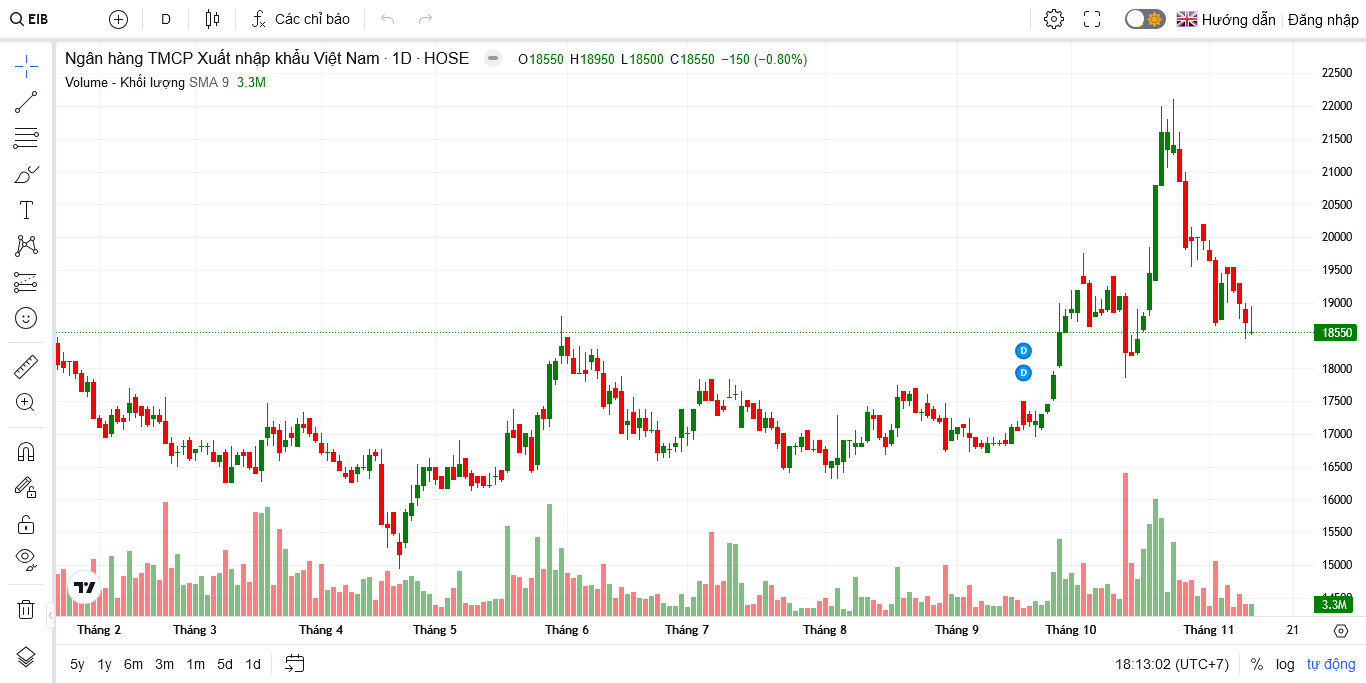 EIB D Các chỉ báo Hướng dẫn Đăng nhập
Ngân hàng TMCP Xuất nhập khẩu Việt Nam · 1D · HOSE O18550 H18950 L18500 C18550 −150 (−0.80%)
Volume - Khối lượng SMA 9 3.3M
22500
22000
21500
21000
20500
20000
19500
19000
18550
D
D
18000
17500
17000
16500
16000
15500
15000
3.3M
Tháng 2 Tháng 3 Tháng 4 Tháng 5 Tháng 6 Tháng 7 Tháng 8 Tháng 9 Tháng 10 Tháng 11 21
5y 1y 6m 3m 1m 5d 1d 18:13:02 (UTC+7) % log tự động